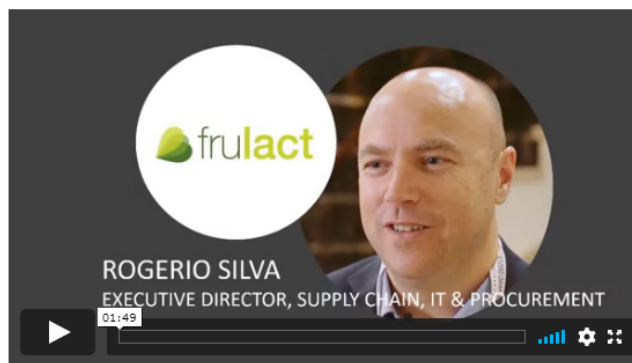 frulact
ROGERIO SILVA
EXECUTIVE DIRECTOR, SUPPLY CHAIN, IT & PROCUREMENT
01:49